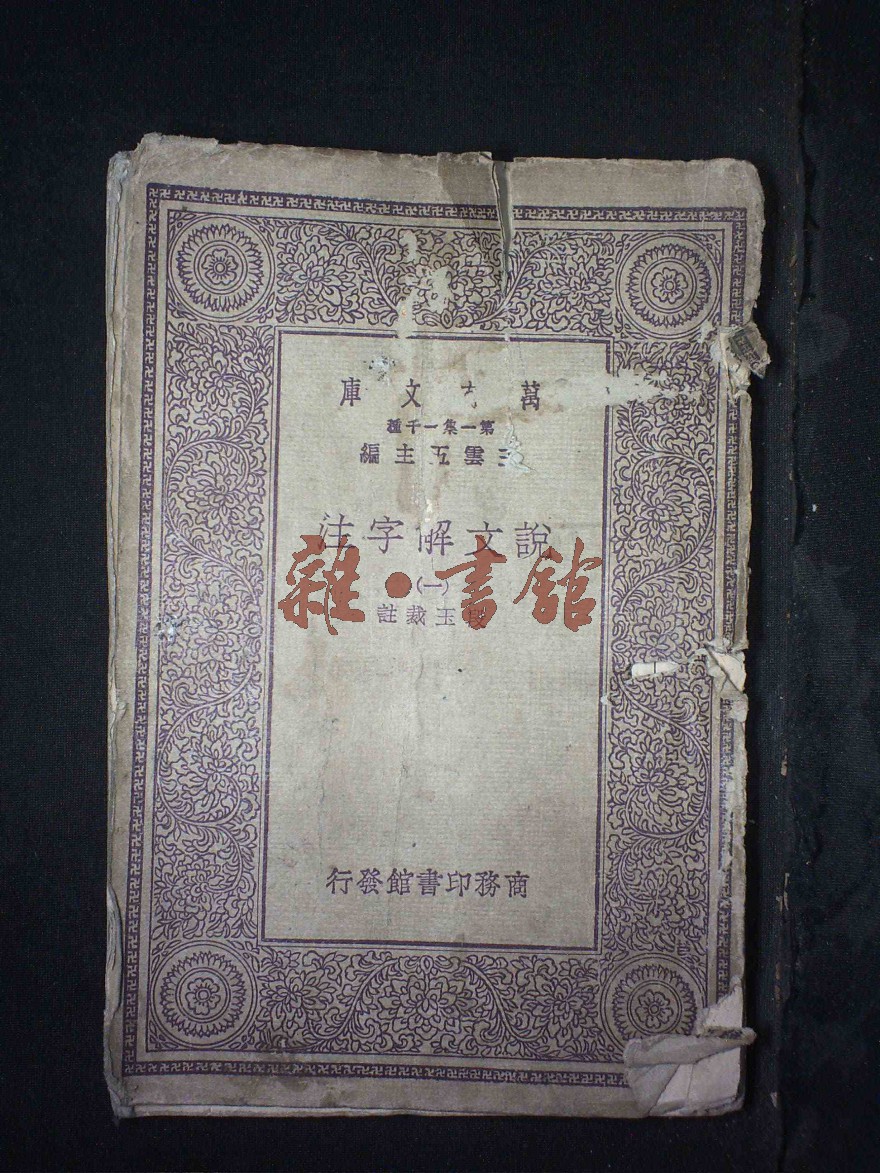 萬有文庫
第一集一千種
王雲五主編
說文解字注
(一)
段玉裁註
商務印書館發行
雜·書館